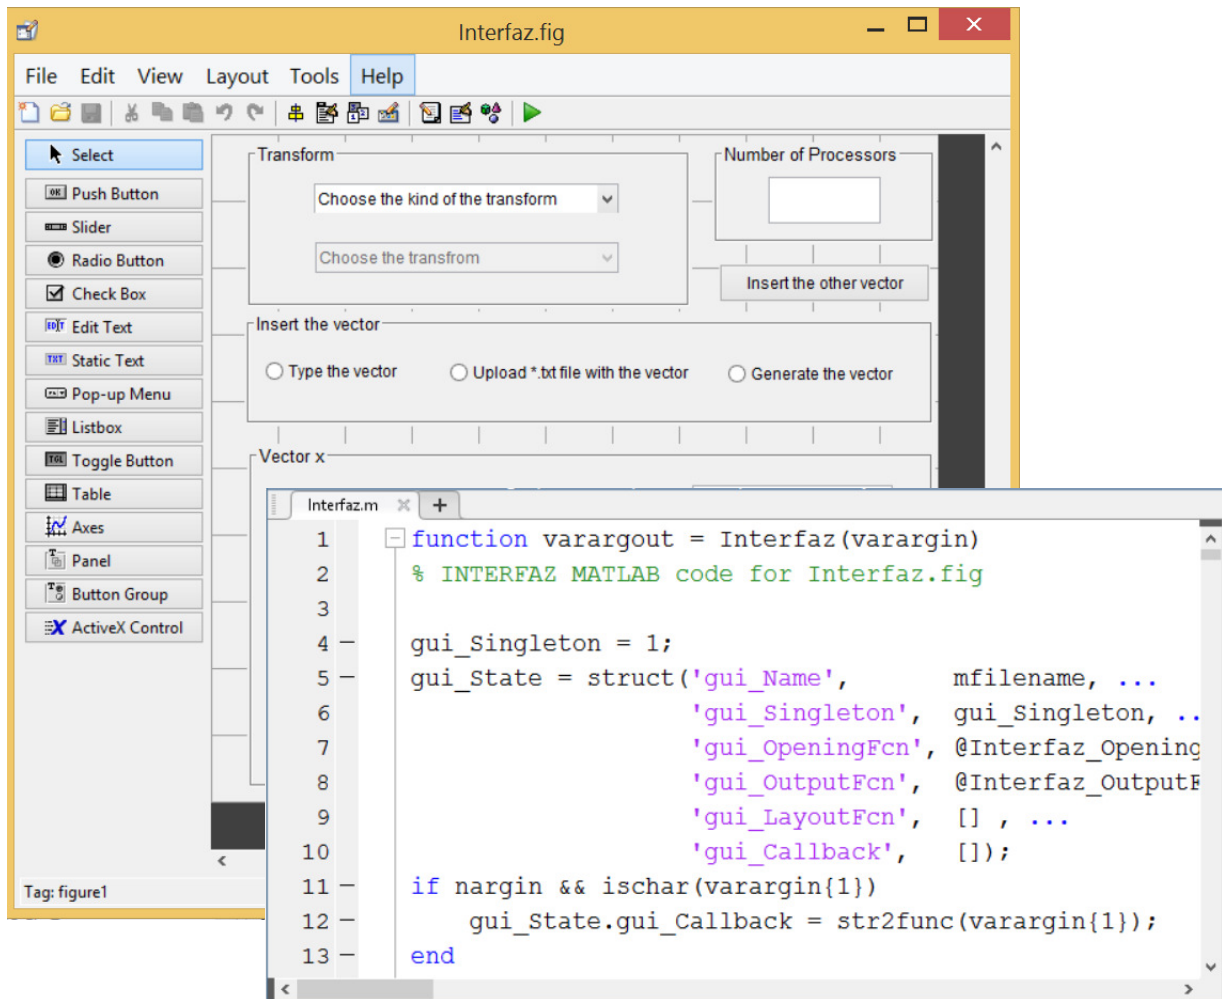 Interfaz.fig
File Edit View Layout Tools Help
Select
Push Button
Slider
Radio Button
Check Box
Edit Text
Static Text
Pop-up Menu
Listbox
Toggle Button
Table
Axes
Panel
Button Group
ActiveX Control
Transform
Choose the kind of the transform
Choose the transfrom
Number of Processors
Insert the other vector
Insert the vector
Type the vector
Upload *.txt file with the vector
Generate the vector
Vector x
Tag: figure1
Interfaz.m
1 function varargout = Interfaz(varargin)
2 % INTERFAZ MATLAB code for Interfaz.fig
3
4 – gui_Singleton = 1;
5 – gui_State = struct('gui_Name', mfilename, ...
6 'gui_Singleton', gui_Singleton, ..
7 'gui_OpeningFcn', @Interfaz_Opening
8 'gui_OutputFcn', @Interfaz_OutputF
9 'gui_LayoutFcn', [] , ...
10 'gui_Callback', []);
11 – if nargin && ischar(varargin{1})
12 – gui_State.gui_Callback = str2func(varargin{1});
13 – end